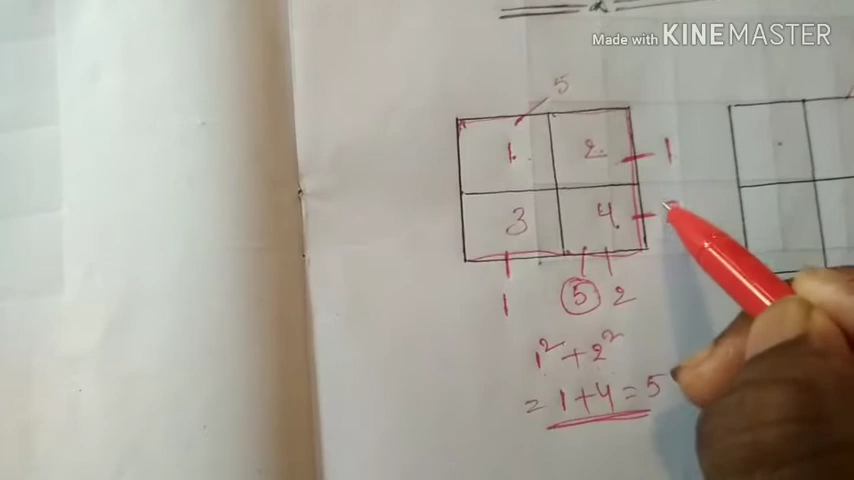 Made with KINEMASTER
5
1 2 1
3 4
1 5 2
1² + 2²
= 1 + 4 = 5